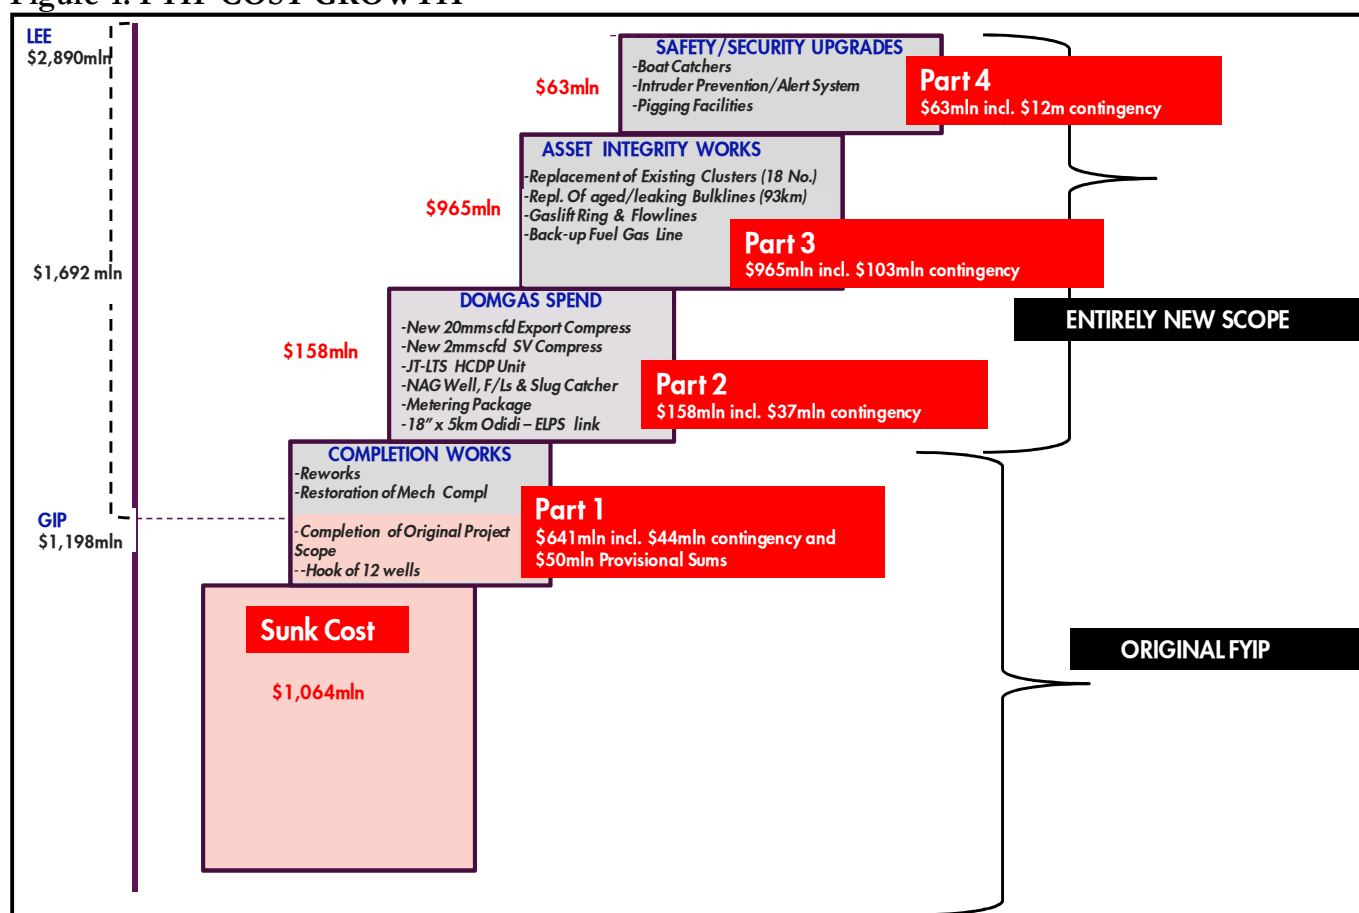 Figure 4. FYIP COST GROWTH
LEE
$2,890mln
SAFETY/SECURITY UPGRADES
-Boat Catchers
-Intruder Prevention/Alert System
-Pigging Facilities
$63mln
Part 4
$63mln incl. $12m contingency
ASSET INTEGRITY WORKS
-Replacement of Existing Clusters (18 No.)
-Repl. Of aged/leaking Bulklines (93km)
-Gaslift Ring & Flowlines
-Back-up Fuel Gas Line
$965mln
Part 3
$965mln incl. $103mln contingency
$1,692 mln
DOMGAS SPEND
-New 20mmscfd Export Compress
-New 2mmscfd SV Compress
-JT-LTS HCDP Unit
-NAG Well, F/Ls & Slug Catcher
-Metering Package
-18” x 5km Odidi – ELPS link
$158mln
Part 2
$158mln incl. $37mln contingency
ENTIRELY NEW SCOPE
COMPLETION WORKS
-Reworks
-Restoration of Mech Compl
-Completion of Original Project
Scope
--Hook of 12 wells
Part 1
$641mln incl. $44mln contingency and
$50mln Provisional Sums
GIP
$1,198mln
Sunk Cost
$1,064mln
ORIGINAL FYIP